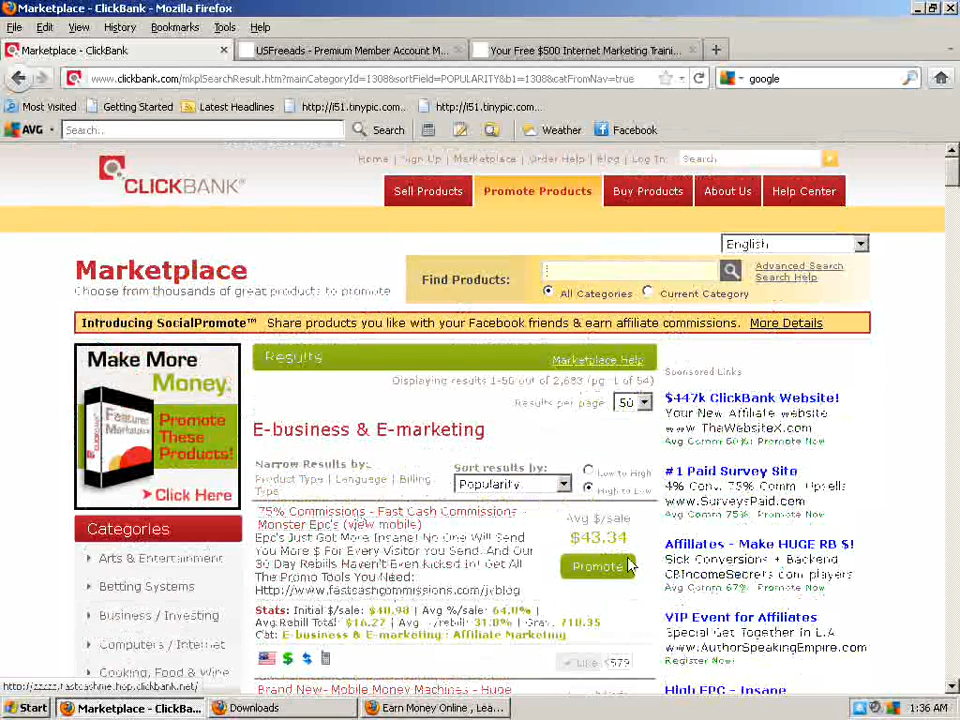 Marketplace - ClickBank - Mozilla Firefox
File Edit View History Bookmarks Tools Help
Marketplace - ClickBank
USFreeads - Premium Member Account M...
Your Free $500 Internet Marketing Traini...
www.clickbank.com/mkplSearchResult.htm?mainCategoryId=1308&sortField=POPULARITY&b1=1308&catFromNav=true
google
Most Visited Getting Started Latest Headlines http://i51.tinypic.com... http://i51.tinypic.com...
AVG Search.. Search Weather Facebook
Home | Sign Up | Marketplace | Order Help | Blog | Log In Search
CLICKBANK
Sell Products Promote Products Buy Products About Us Help Center
English
Marketplace
Choose from thousands of great products to promote
Find Products:
Advanced Search
Search Help
All Categories Current Category
Introducing SocialPromote™ Share products you like with your Facebook friends & earn affiliate commissions. More Details
Make More
Money.
Featured
Marketplace
Promote
These
Products!
Click Here
Categories
Arts & Entertainment
Betting Systems
Business / Investing
Computers / Internet
Cooking, Food & Wine
Results Marketplace Help
Displaying results 1-50 out of 2,683 (pg 1 of 54)
Results per page: 50
E-business & E-marketing
Narrow Results by:
Product Type | Language | Billing
Type
Sort results by:
Popularity
Low to High
High to Low
75% Commissions - Fast Cash Commissions -
Monster Epc's (view mobile)
Epc's Just Got More Insane! No One Will Send
You More $ For Every Visitor You Send. And Our
30 Day Rebills Haven't Even Kicked In! Get All
The Promo Tools You Need:
Http://www.fastcashcommissions.com/jvblog
Avg $/sale
$43.34
Promote
Stats: Initial $/sale: $40.90 | Avg %/sale: 64.0% |
Avg Rebill Total: $16.27 | Avg %/rebill: 31.0% | Grav: 710.35
Cat: E-business & E-marketing : Affiliate Marketing
Like 579
Brand New- Mobile Money Machines - Huge
Sponsored Links
$447k ClickBank Website!
Your New Affiliate website
www.TheWebsiteX.com
Avg Comm 60%: Promote Now
#1 Paid Survey Site
4% Conv. 75% Comm. Upsells
www.SurveysPaid.com
Avg Comm 75%: Promote Now
Affiliates - Make HUGE RB $!
Sick Conversions + Backend
CBIncomeSecrets.com/players
Avg Comm 67%: Promote Now
VIP Event for Affiliates
Special Get Together in LA
www.AuthorSpeakingEmpire.com
Register Now!
High EPC - Insane
Start Marketplace - ClickBa... Downloads Earn Money Online , Lea... 1:36 AM